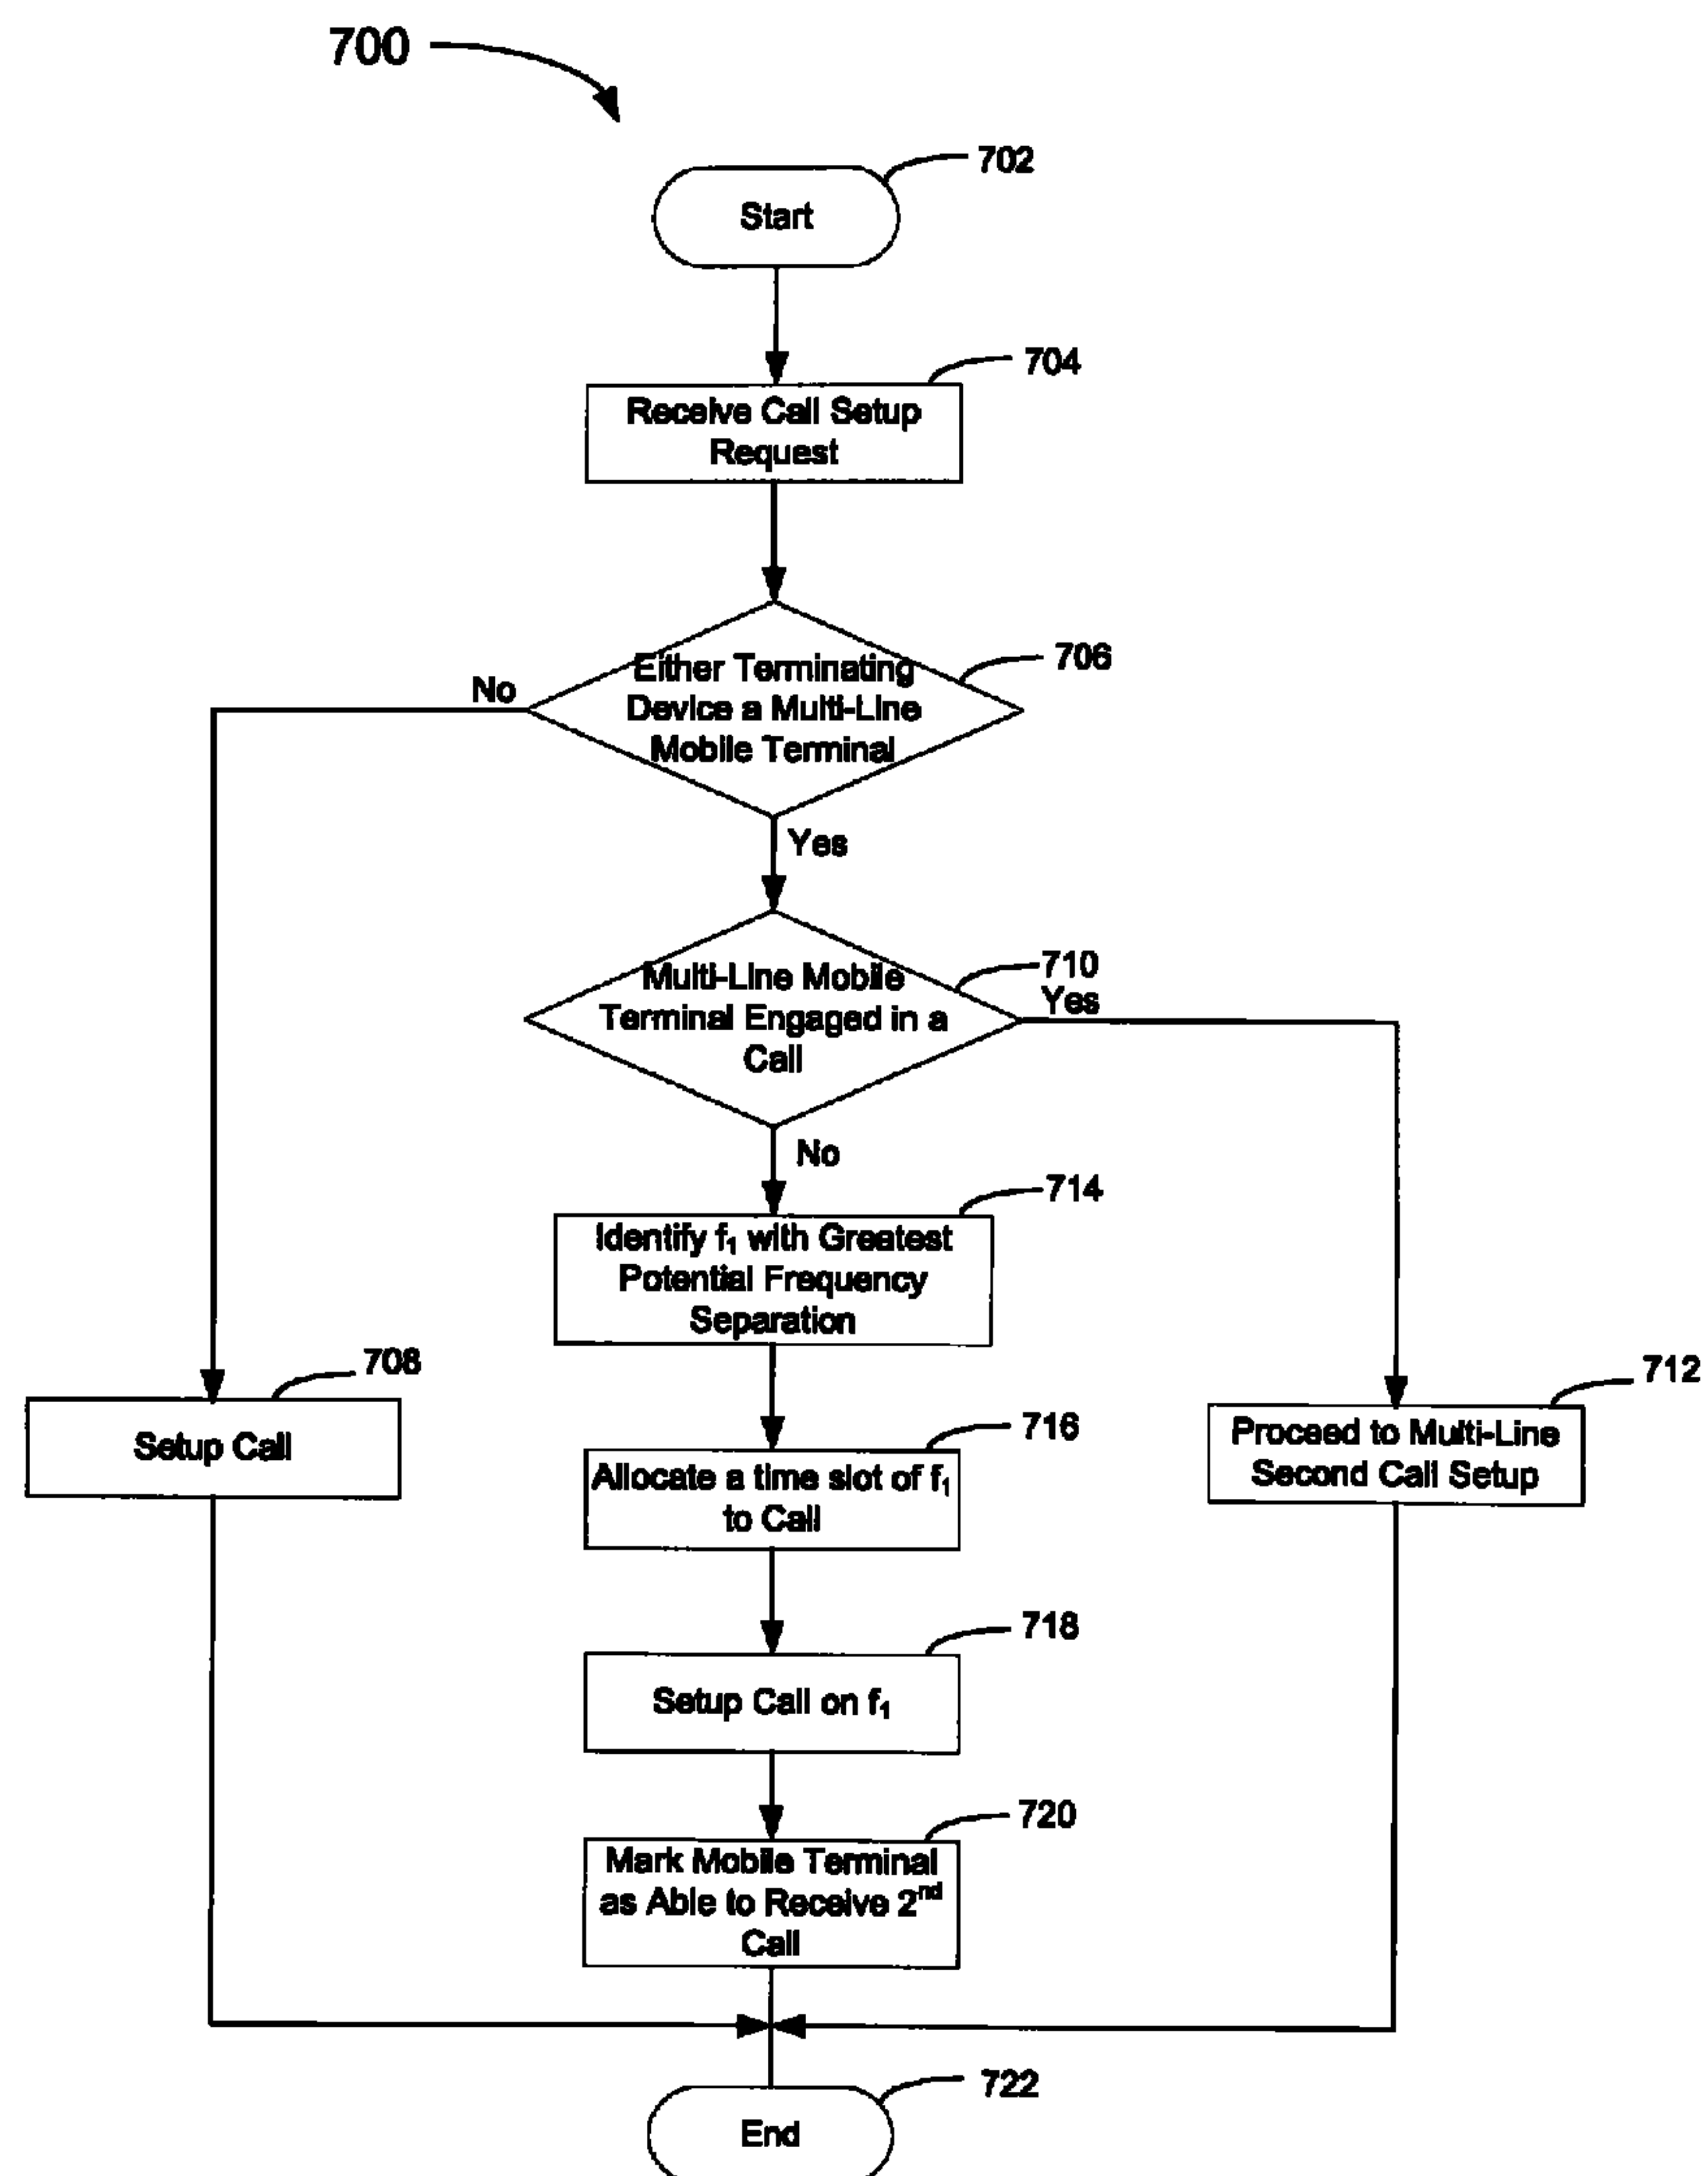 700
702
Start
704
Receive Call Setup
Request
706
Either Terminating
Device a Multi-Line
Mobile Terminal
No
Yes
710
Multi-Line Mobile
Terminal Engaged in a
Call
Yes
No
714
Identify f₁ with Greatest
Potential Frequency
Separation
708
Setup Call
712
Proceed to Multi-Line
Second Call Setup
716
Allocate a time slot of f₁
to Call
718
Setup Call on f₁
720
Mark Mobile Terminal
as Able to Receive 2ⁿᵈ
Call
722
End